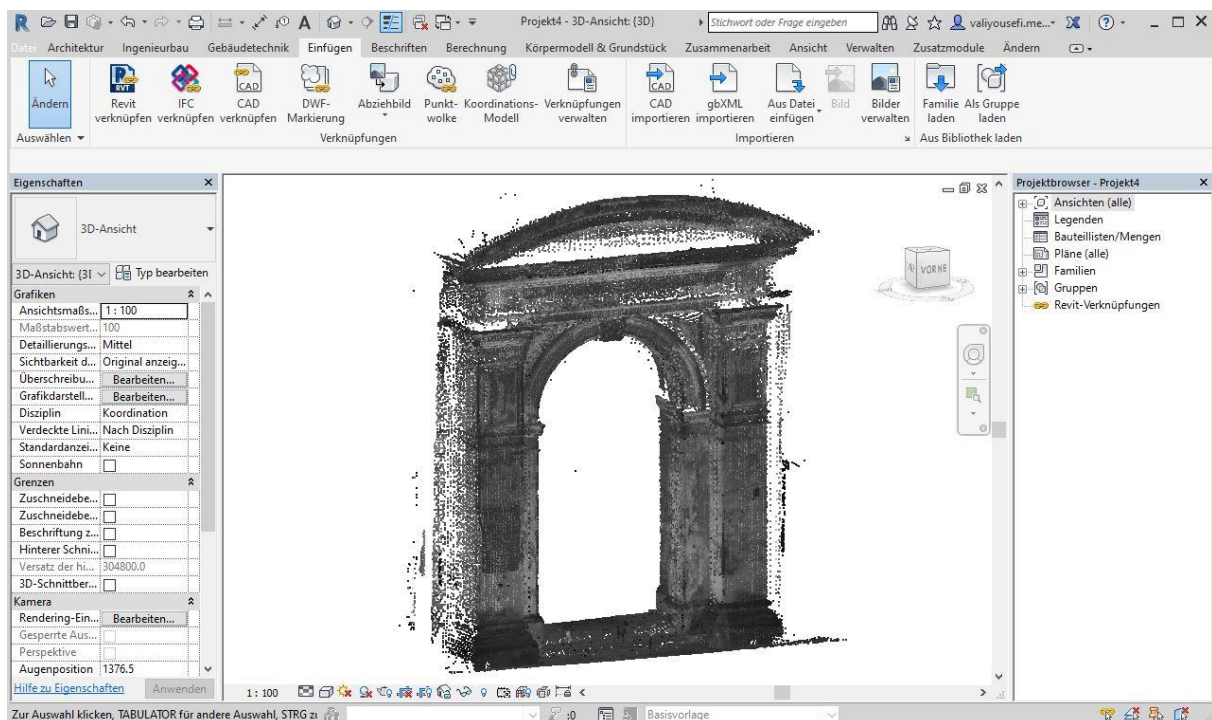 Projekt4 - 3D-Ansicht: {3D}
Stichwort oder Frage eingeben
valiyousefi.me...
Datei Architektur Ingenieurbau Gebäudetechnik Einfügen Beschriften Berechnung Körpermodell & Grundstück Zusammenarbeit Ansicht Verwalten Zusatzmodule Ändern
Ändern
Revit verknüpfen
IFC verknüpfen
CAD verknüpfen
DWF-Markierung
Abziehbild
Punkt-wolke
Koordinations-Modell
Verknüpfungen verwalten
CAD importieren
gbXML importieren
Aus Datei einfügen
Bild
Bilder verwalten
Familie laden
Als Gruppe laden
Auswählen
Verknüpfungen
Importieren
Aus Bibliothek laden
Eigenschaften
3D-Ansicht
3D-Ansicht: {3D
Typ bearbeiten
Grafiken
Ansichtsmaßs... 1 : 100
Maßstabswert... 100
Detaillierungs... Mittel
Sichtbarkeit d... Original anzeig...
Überschreibu... Bearbeiten...
Grafikdarstell... Bearbeiten...
Disziplin Koordination
Verdeckte Lini... Nach Disziplin
Standardanzei... Keine
Sonnenbahn
Grenzen
Zuschneidebe...
Zuschneidebe...
Beschriftung z...
Hinterer Schni...
Versatz der hi... 304800.0
3D-Schnittber...
Kamera
Rendering-Ein... Bearbeiten...
Gesperrte Aus...
Perspektive
Augenposition 1376.5
Hilfe zu Eigenschaften
Anwenden
VORNE
1 : 100
Projektbrowser - Projekt4
Ansichten (alle)
Legenden
Bauteillisten/Mengen
Pläne (alle)
Familien
Gruppen
Revit-Verknüpfungen
Zur Auswahl klicken, TABULATOR für andere Auswahl, STRG zu
:0
Basisvorlage